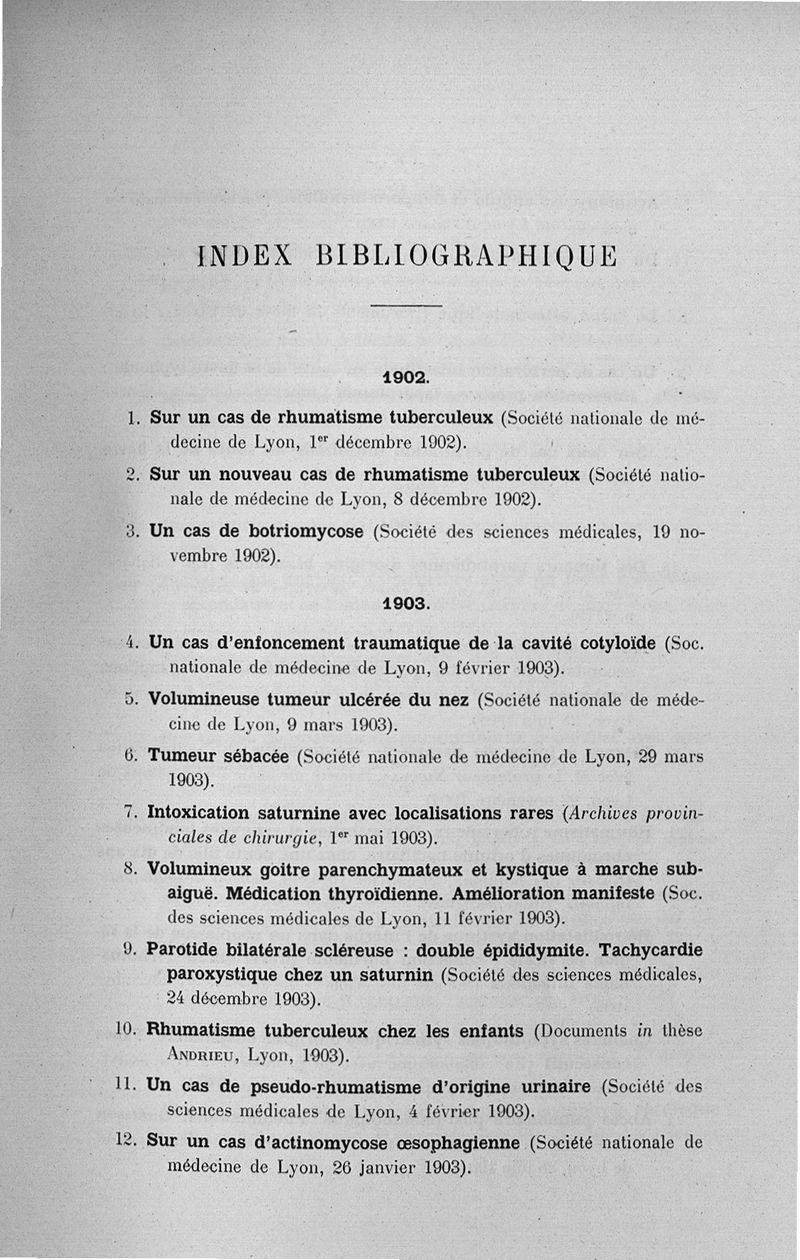 INDEX BIBLIOGRAPHIQUE
1902.
1. Sur un cas de rhumatisme tuberculeux (Société nationale de mé-
decine de Lyon, 1er décembre 1902).
2. Sur un nouveau cas de rhumatisme tuberculeux (Société natio-
nale de médecine de Lyon, 8 décembre 1902).
3. Un cas de botriomycose (Société des sciences médicales, 19 no-
vembre 1902).
1903.
4. Un cas d'enfoncement traumatique de la cavité cotyloïde (Soc.
nationale de médecine de Lyon, 9 février 1903).
5. Volumineuse tumeur ulcérée du nez (Société nationale de méde-
cine de Lyon, 9 mars 1903).
6. Tumeur sébacée (Société nationale de médecine de Lyon, 29 mars
1903).
7. Intoxication saturnine avec localisations rares (Archives provin-
ciales de chirurgie, 1er mai 1903).
8. Volumineux goitre parenchymateux et kystique à marche sub-
aiguë. Médication thyroïdienne. Amélioration manifeste (Soc.
des sciences médicales de Lyon, 11 février 1903).
9. Parotide bilatérale scléreuse : double épididymite. Tachycardie
paroxystique chez un saturnin (Société des sciences médicales,
24 décembre 1903).
10. Rhumatisme tuberculeux chez les enfants (Documents in thèse
ANDRIEU, Lyon, 1903).
11. Un cas de pseudo-rhumatisme d'origine urinaire (Société des
sciences médicales de Lyon, 4 février 1903).
12. Sur un cas d'actinomycose œsophagienne (Société nationale de
médecine de Lyon, 26 janvier 1903).